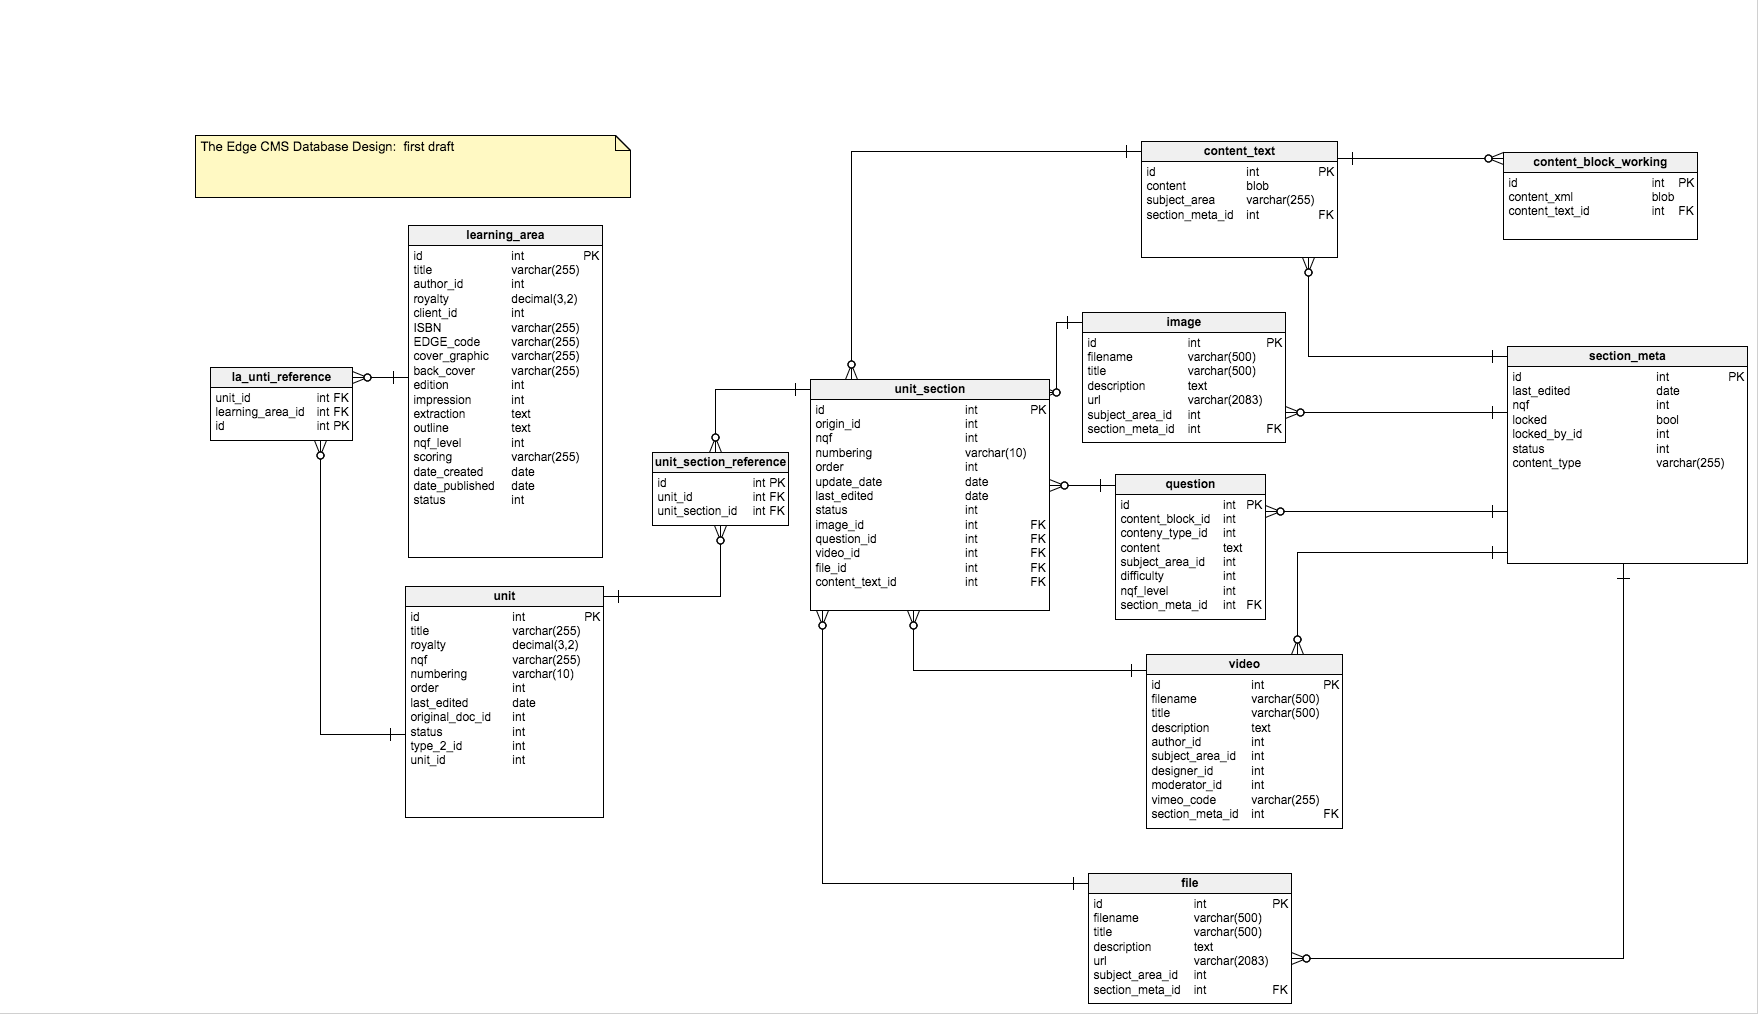 The Edge CMS Database Design:  first draft
learning_area
id int PK
title varchar(255)
author_id int
royalty decimal(3,2)
client_id int
ISBN varchar(255)
EDGE_code varchar(255)
cover_graphic varchar(255)
back_cover varchar(255)
edition int
impression int
extraction text
outline text
nqf_level int
scoring varchar(255)
date_created date
date_published date
status int
la_unti_reference
unit_id int FK
learning_area_id int FK
id int PK
unit
id int PK
title varchar(255)
royalty decimal(3,2)
nqf varchar(255)
numbering varchar(10)
order int
last_edited date
original_doc_id int
status int
type_2_id int
unit_id int
unit_section_reference
id int PK
unit_id int FK
unit_section_id int FK
unit_section
id int PK
origin_id int
nqf int
numbering varchar(10)
order int
update_date date
last_edited date
status int
image_id int FK
question_id int FK
video_id int FK
file_id int FK
content_text_id int FK
content_text
id int PK
content blob
subject_area varchar(255)
section_meta_id int FK
content_block_working
id int PK
content_xml blob
content_text_id int FK
image
id int PK
filename varchar(500)
title varchar(500)
description text
url varchar(2083)
subject_area_id int
section_meta_id int FK
section_meta
id int PK
last_edited date
nqf int
locked bool
locked_by_id int
status int
content_type varchar(255)
question
id int PK
content_block_id int
conteny_type_id int
content text
subject_area_id int
difficulty int
nqf_level int
section_meta_id int FK
video
id int PK
filename varchar(500)
title varchar(500)
description text
author_id int
subject_area_id int
designer_id int
moderator_id int
vimeo_code varchar(255)
section_meta_id int FK
file
id int PK
filename varchar(500)
title varchar(500)
description text
url varchar(2083)
subject_area_id int
section_meta_id int FK